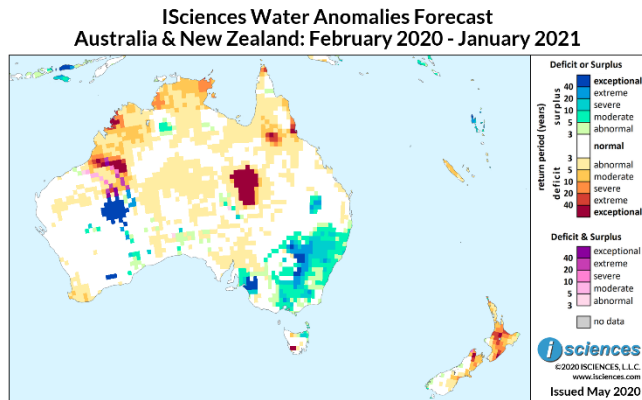 ISciences Water Anomalies Forecast
Australia & New Zealand: February 2020 - January 2021
Deficit or Surplus
return period (years)
surplus
deficit
40
20
10
5
3
3
5
10
20
40
exceptional
extreme
severe
moderate
abnormal
normal
abnormal
moderate
severe
extreme
exceptional
Deficit & Surplus
40
20
10
5
3
exceptional
extreme
severe
moderate
abnormal
no data
isciences
©2020 ISCIENCES, L.L.C.
www.isciences.com
Issued May 2020